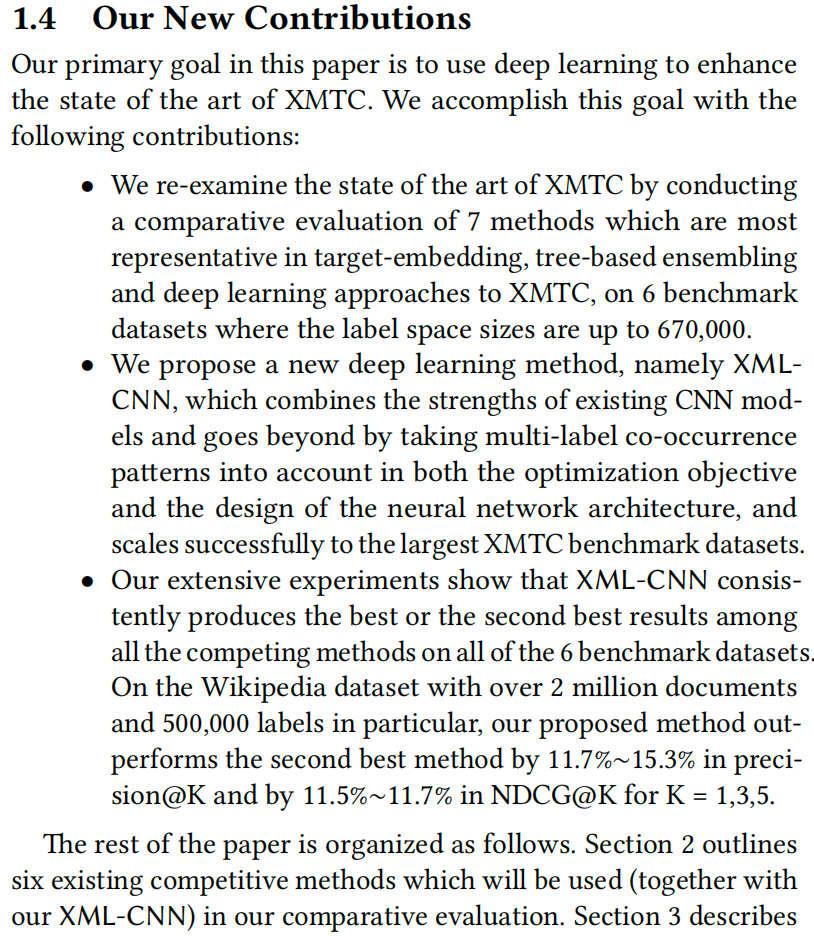 1.4 Our New Contributions
Our primary goal in this paper is to use deep learning to enhance
the state of the art of XMTC. We accomplish this goal with the
following contributions:
• We re-examine the state of the art of XMTC by conducting
a comparative evaluation of 7 methods which are most
representative in target-embedding, tree-based ensembling
and deep learning approaches to XMTC, on 6 benchmark
datasets where the label space sizes are up to 670,000.
• We propose a new deep learning method, namely XML-
CNN, which combines the strengths of existing CNN mod-
els and goes beyond by taking multi-label co-occurrence
patterns into account in both the optimization objective
and the design of the neural network architecture, and
scales successfully to the largest XMTC benchmark datasets.
• Our extensive experiments show that XML-CNN consis-
tently produces the best or the second best results among
all the competing methods on all of the 6 benchmark datasets.
On the Wikipedia dataset with over 2 million documents
and 500,000 labels in particular, our proposed method out-
performs the second best method by 11.7%~15.3% in preci-
sion@K and by 11.5%~11.7% in NDCG@K for K = 1,3,5.
The rest of the paper is organized as follows. Section 2 outlines
six existing competitive methods which will be used (together with
our XML-CNN) in our comparative evaluation. Section 3 describes